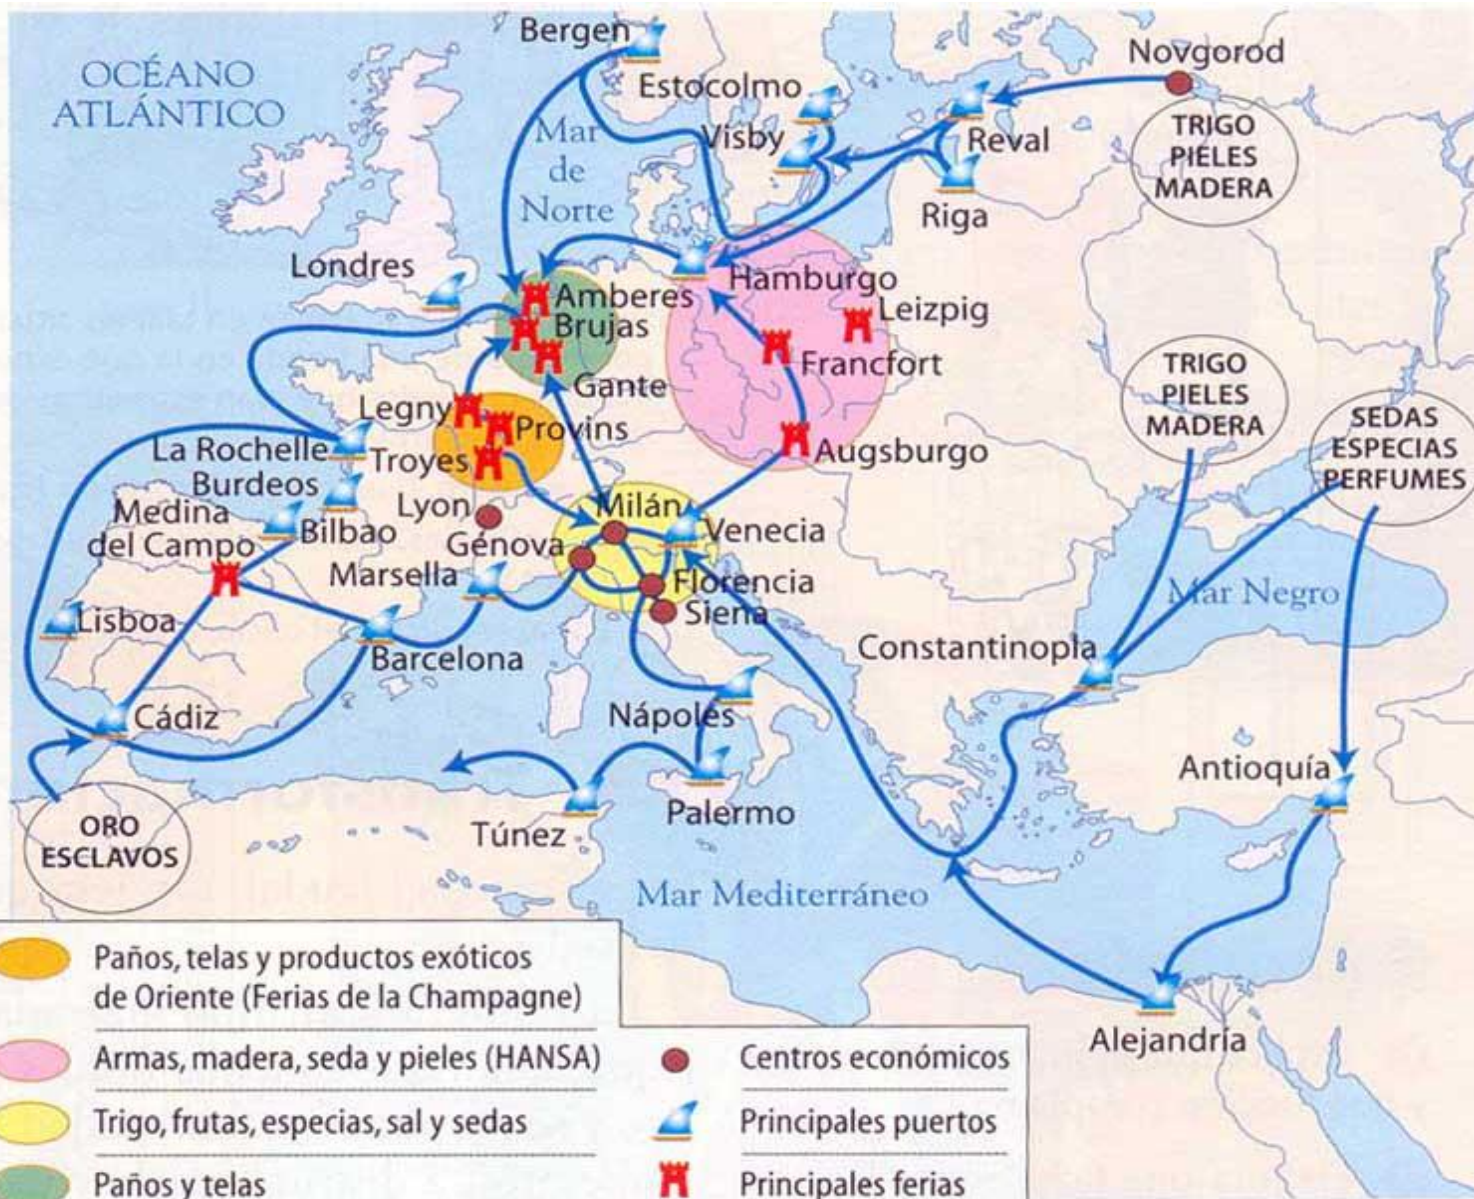 Bergen
OCÉANO
ATLÁNTICO
Novgorod
Estocolmo
Mar
de
Norte
Visby
Reval
TRIGO
PIELES
MADERA
Riga
Londres
Hamburgo
Amberes
Leizpig
Brujas
Francfort
Gante
TRIGO
PIELES
MADERA
Legny
Provins
SEDAS
ESPECIAS
PERFUMES
La Rochelle
Troyes
Augsburgo
Burdeos
Lyon
Milán
Medina
del Campo
Bilbao
Venecia
Génova
Marsella
Florencia
Mar Negro
Siena
Lisboa
Barcelona
Constantinopla
Cádiz
Nápoles
Antioquía
Palermo
Túnez
ORO
ESCLAVOS
Mar Mediterráneo
Alejandría
Paños, telas y productos exóticos
de Oriente (Ferias de la Champagne)
Armas, madera, seda y pieles (HANSA)
Trigo, frutas, especias, sal y sedas
Paños y telas
Centros económicos
Principales puertos
Principales ferias